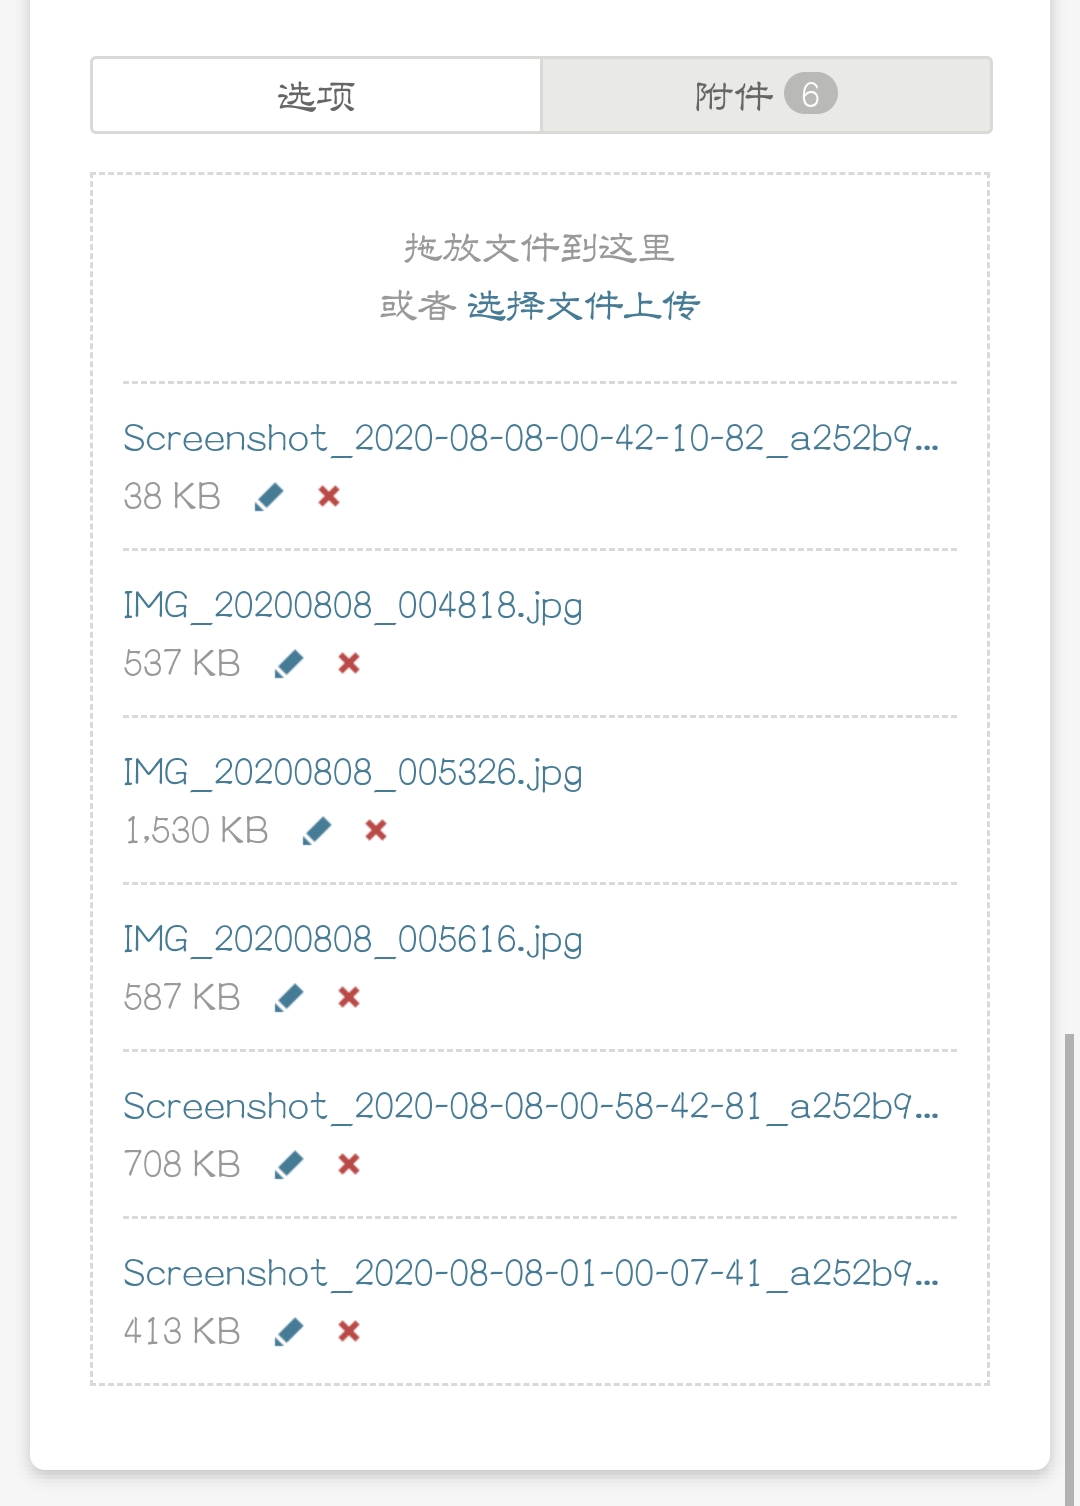 选项
附件 6
拖放文件到这里
或者 选择文件上传
Screenshot_2020-08-08-00-42-10-82_a252b9...
38 KB
IMG_20200808_004818.jpg
537 KB
IMG_20200808_005326.jpg
1,530 KB
IMG_20200808_005616.jpg
587 KB
Screenshot_2020-08-08-00-58-42-81_a252b9...
708 KB
Screenshot_2020-08-08-01-00-07-41_a252b9...
413 KB